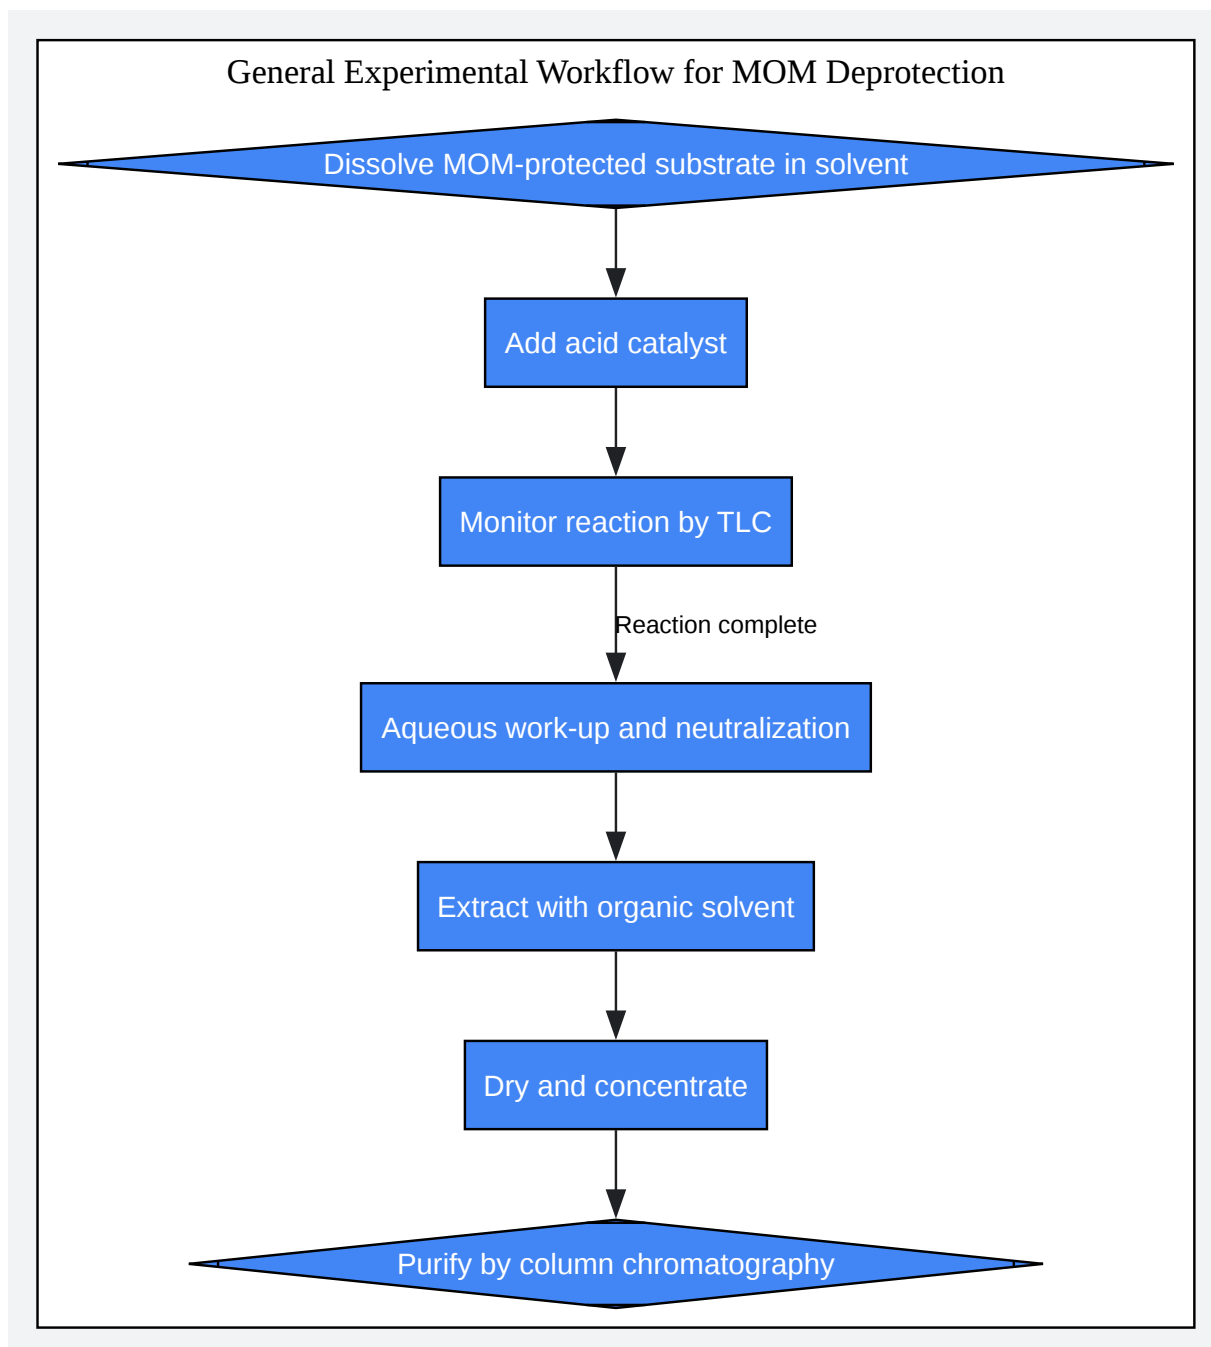 General Experimental Workflow for MOM Deprotection
Dissolve MOM-protected substrate in solvent
Add acid catalyst
Monitor reaction by TLC
Reaction complete
Aqueous work-up and neutralization
Extract with organic solvent
Dry and concentrate
Purify by column chromatography